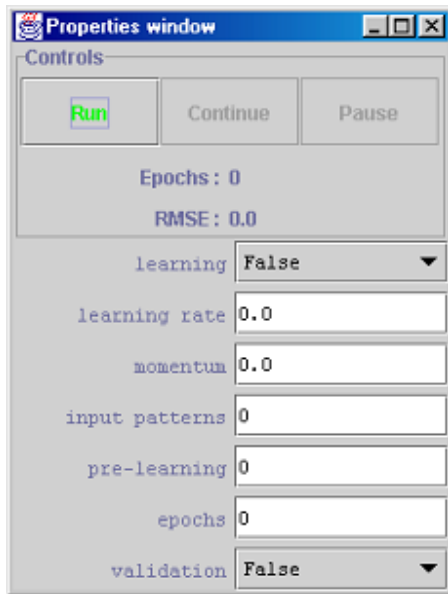 Properties window
Controls
Run Continue Pause
Epochs: 0
RMSE: 0.0
learning False
learning rate 0.0
momentum 0.0
input patterns 0
pre-learning 0
epochs 0
validation False